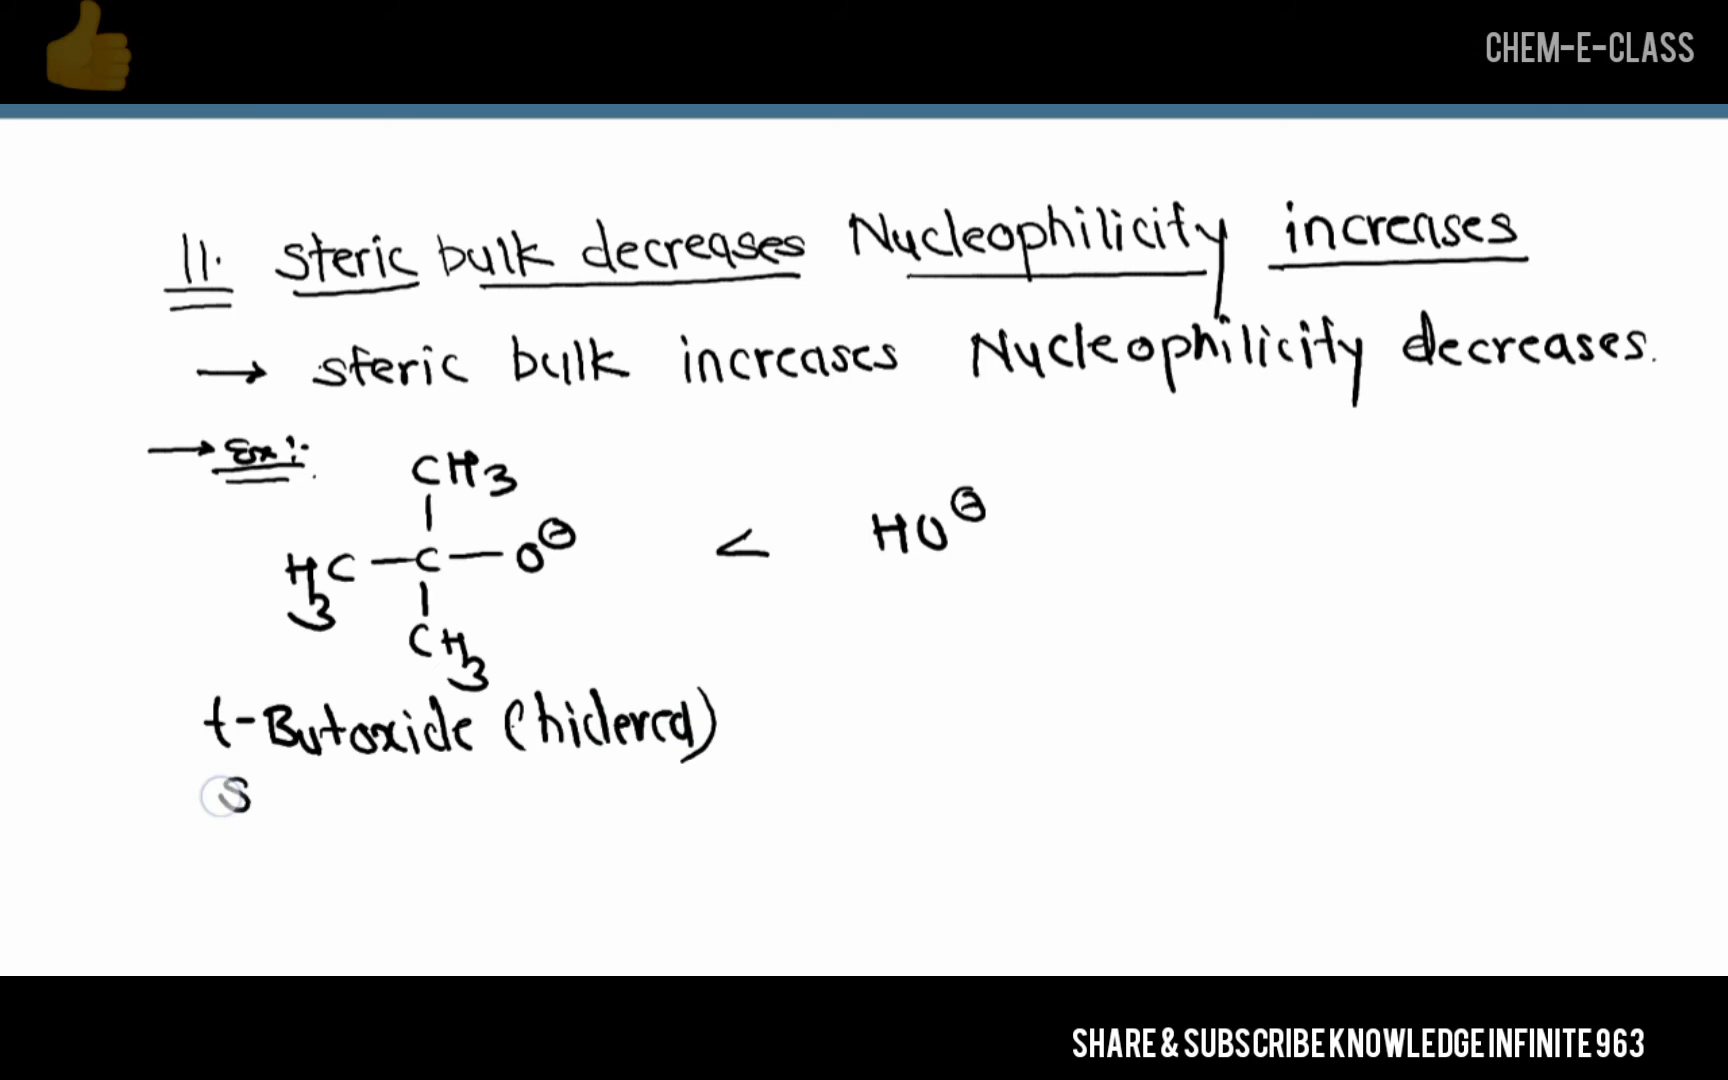 CHEM-E-CLASS
11. Steric bulk decreases Nucleophilicity increases
→ steric bulk increases Nucleophilicity decreases.
→ Ex:-
CH3
H3C-C-O⊖ < HO⊖
CH3
t-Butoxide (hidered)
S
SHARE & SUBSCRIBE KNOWLEDGE INFINITE 963